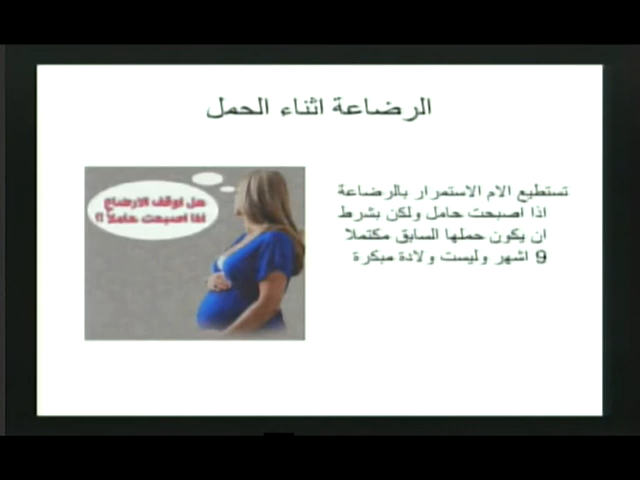 الرضاعة اثناء الحمل
تستطيع الام الاستمرار بالرضاعة
اذا اصبحت حامل ولكن بشرط
ان يكون حملها السابق مكتملا
9 اشهر وليست ولادة مبكرة
هل اوقف الارضاع
اذا اصبحت حاملاً ؟!